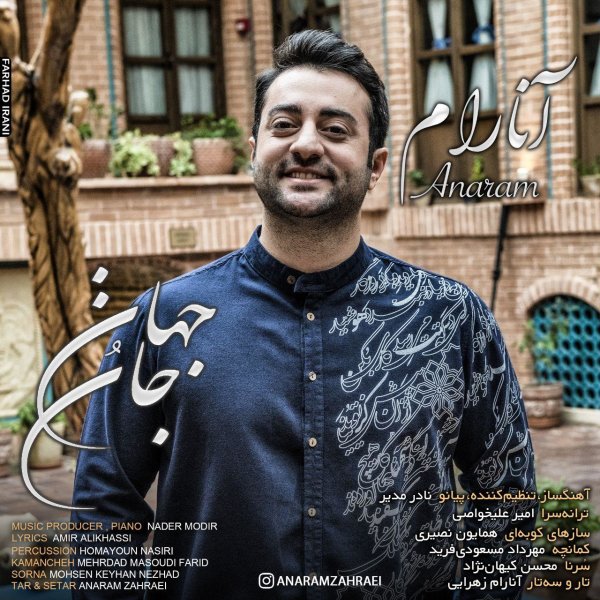 FARHAD IRANI
آنارام
Anaram
جهان
جان
آهنگساز، تنظیم‌کننده، پیانو نادر مدیر
ترانه‌سرا امیر علیخواصی
سازهای کوبه‌ای همایون نصیری
کمانچه مهرداد مسعودی‌فرید
سرنا محسن کیهان‌نژاد
تار و سه‌تار آنارام زهرایی
MUSIC PRODUCER , PIANO NADER MODIR
LYRICS AMIR ALIKHASSI
PERCUSSION HOMAYOUN NASIRI
KAMANCHEH MEHRDAD MASOUDI FARID
SORNA MOHSEN KEYHAN NEZHAD
TAR & SETAR ANARAM ZAHRAEI
ANARAMZAHRAEI